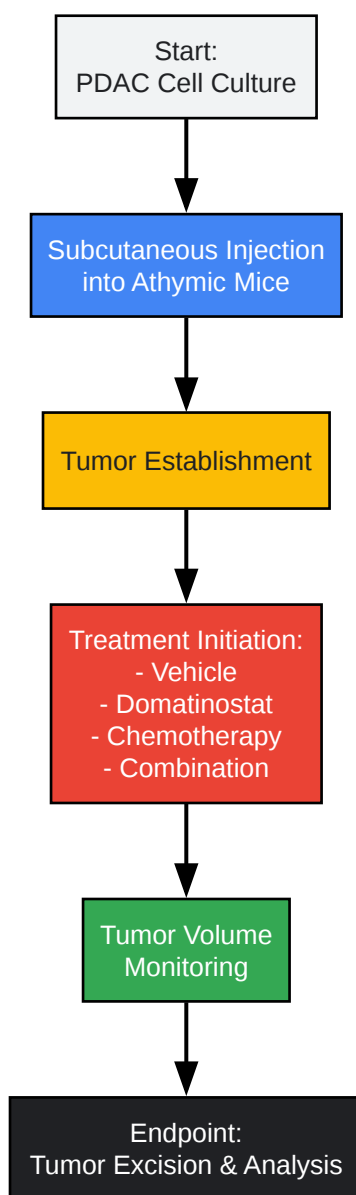 Start:
PDAC Cell Culture
Subcutaneous Injection
into Athymic Mice
Tumor Establishment
Treatment Initiation:
- Vehicle
- Domatinostat
- Chemotherapy
- Combination
Tumor Volume
Monitoring
Endpoint:
Tumor Excision & Analysis